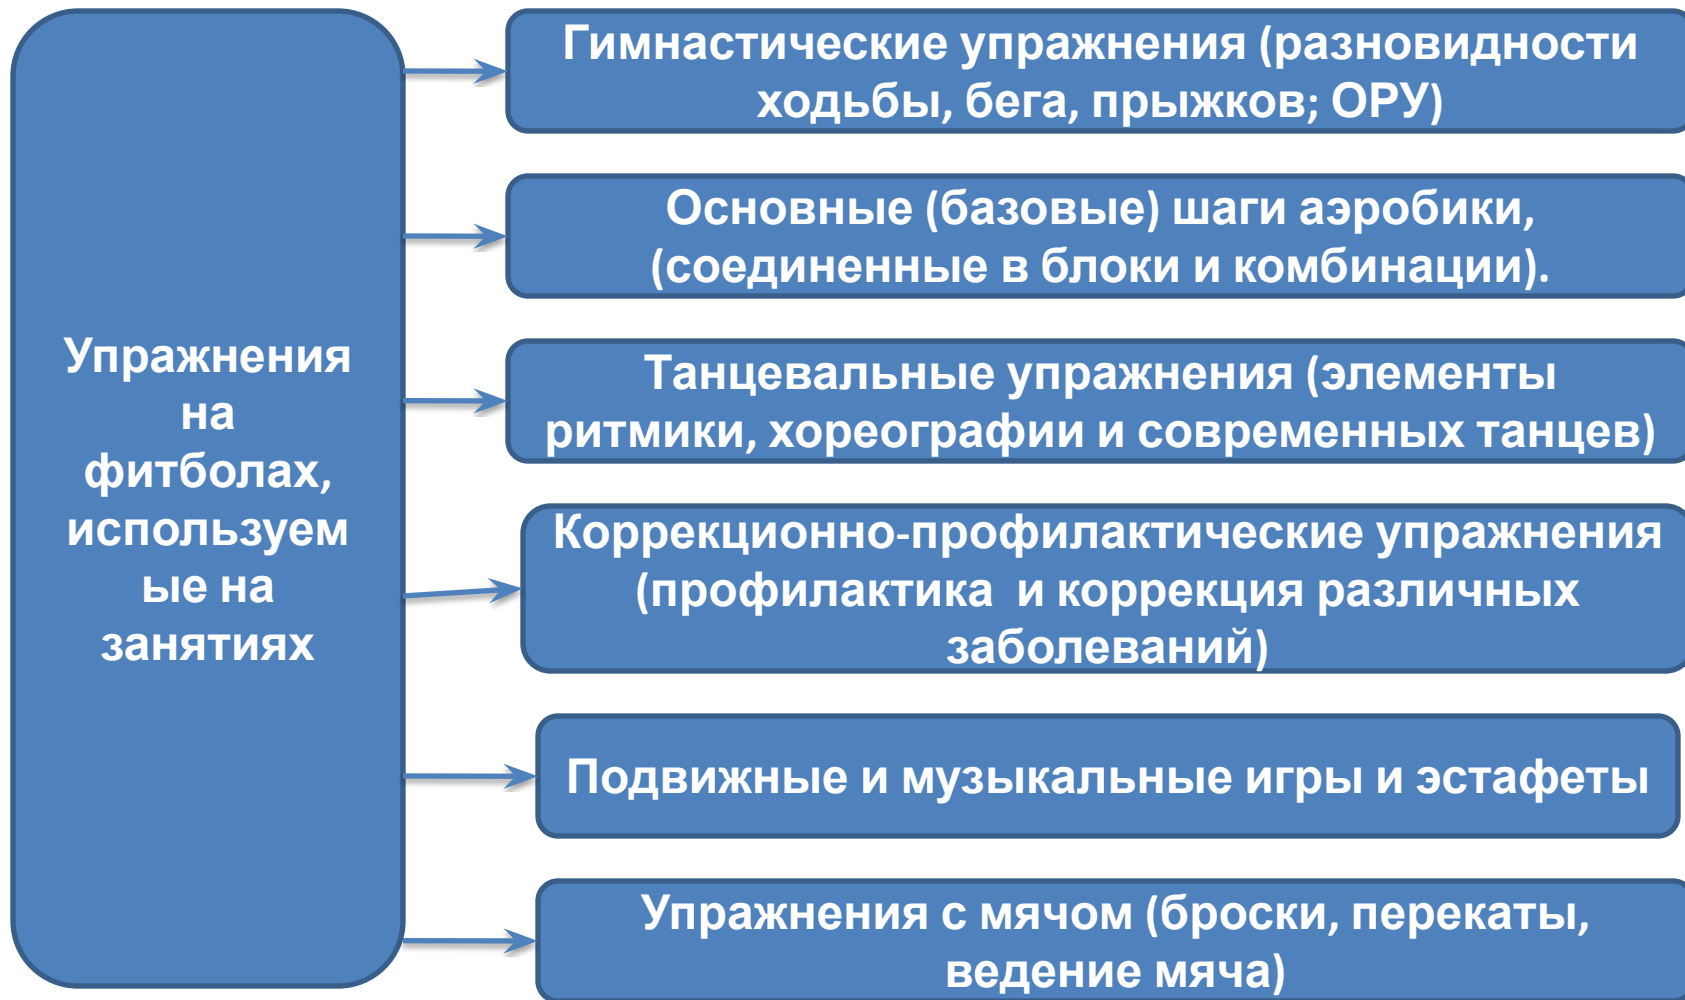 Упражнения
на
фитболах,
используем
ые на
занятиях
Гимнастические упражнения (разновидности
ходьбы, бега, прыжков; ОРУ)
Основные (базовые) шаги аэробики,
(соединенные в блоки и комбинации).
Танцевальные упражнения (элементы
ритмики, хореографии и современных танцев)
Коррекционно-профилактические упражнения
(профилактика  и коррекция различных
заболеваний)
Подвижные и музыкальные игры и эстафеты
Упражнения с мячом (броски, перекаты,
ведение мяча)